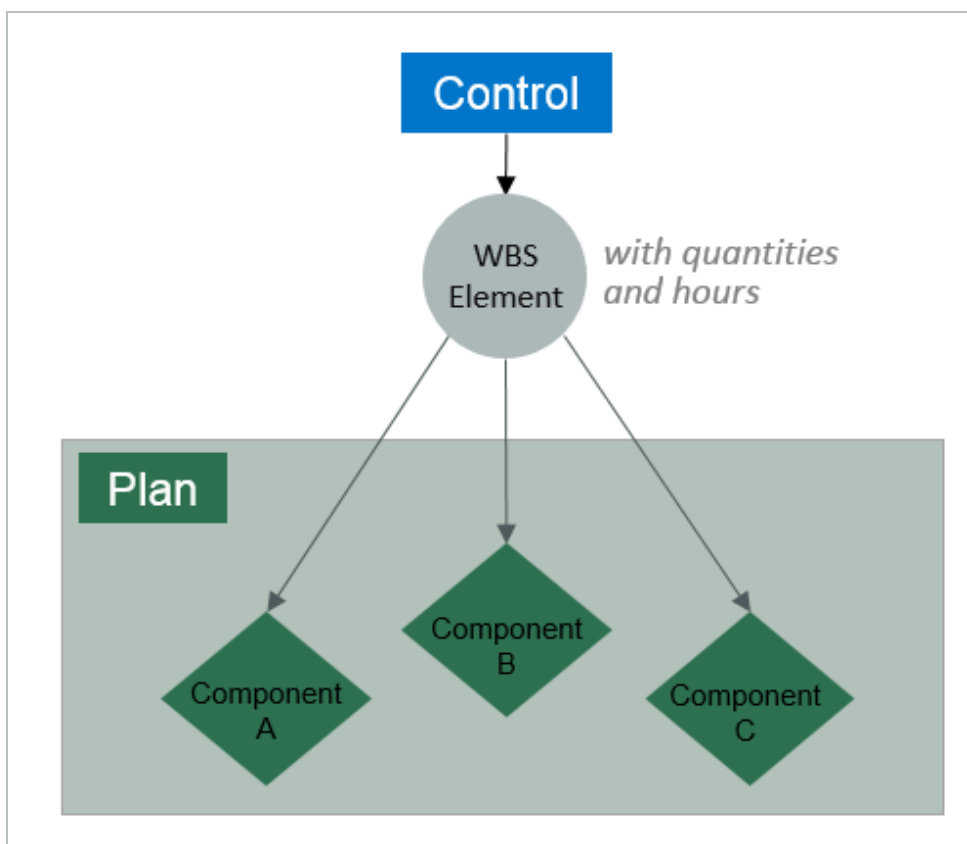 Control
WBS
Element
with quantities
and hours
Plan
Component
B
Component
A
Component
C